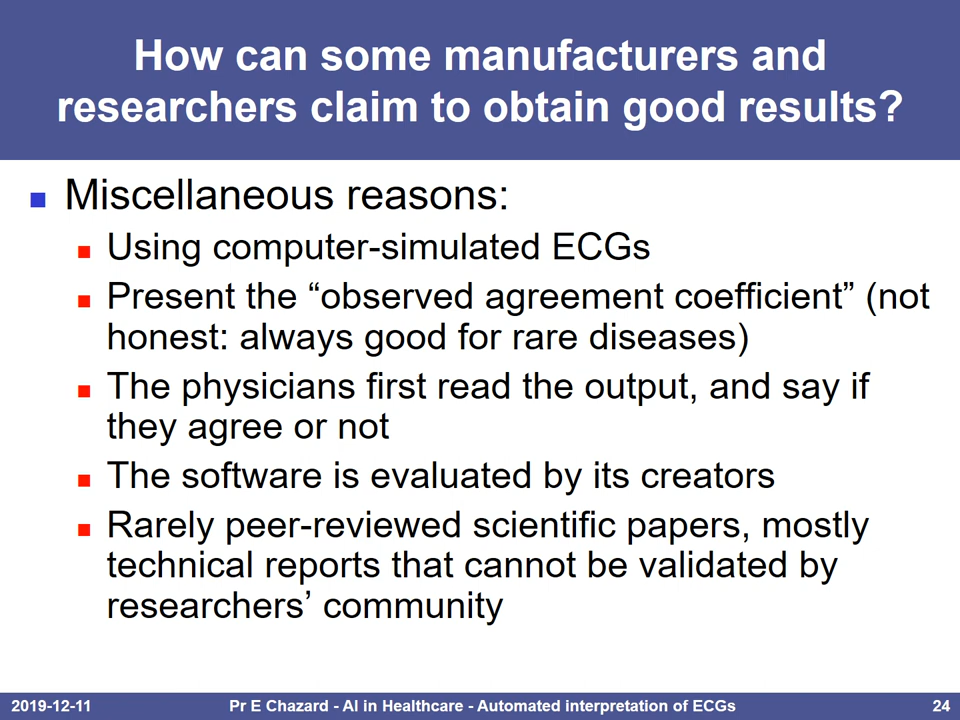 How can some manufacturers and
researchers claim to obtain good results?
Miscellaneous reasons:
Using computer-simulated ECGs
Present the “observed agreement coefficient” (not
honest: always good for rare diseases)
The physicians first read the output, and say if
they agree or not
The software is evaluated by its creators
Rarely peer-reviewed scientific papers, mostly
technical reports that cannot be validated by
researchers’ community
2019-12-11
Pr E Chazard - AI in Healthcare - Automated interpretation of ECGs
24